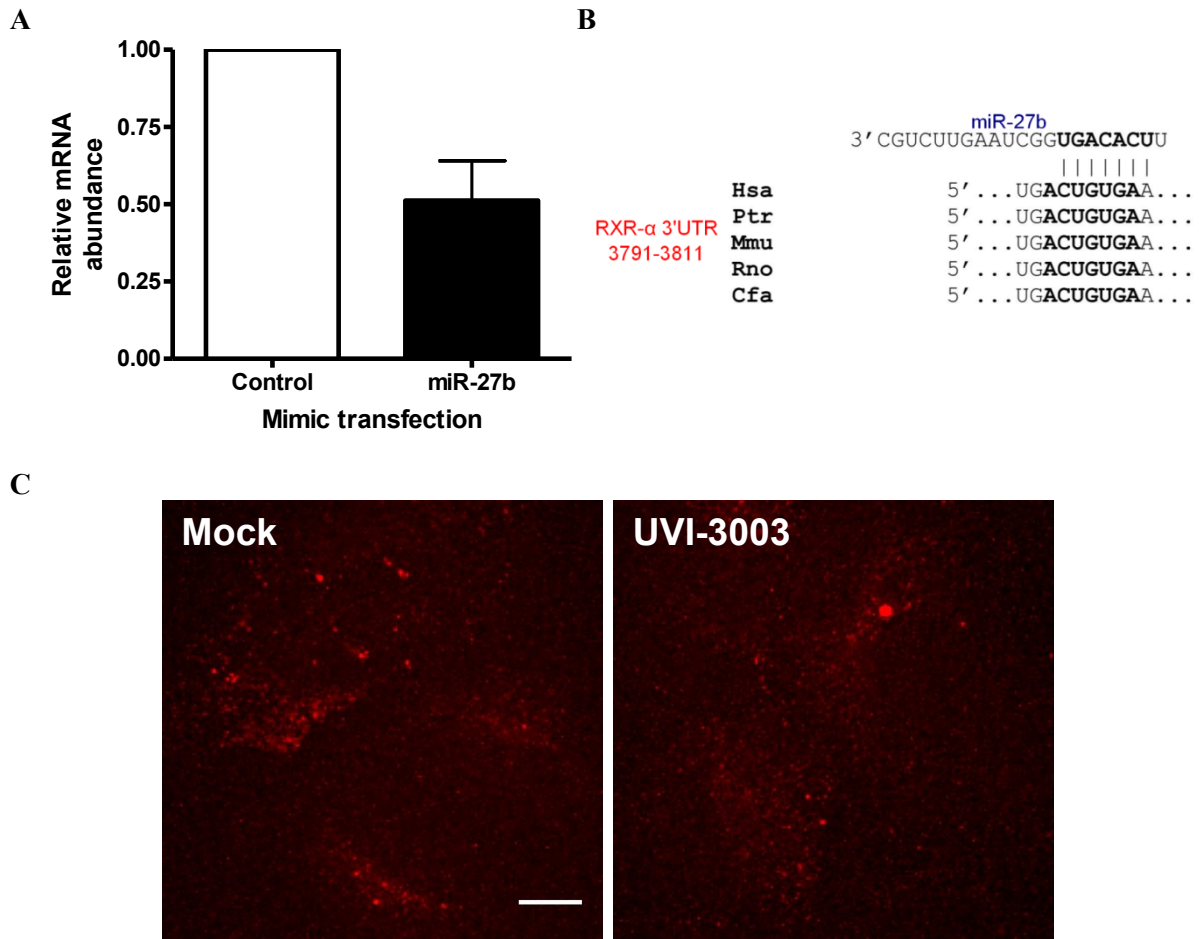 A
1.00
0.75
0.50
0.25
0.00
Relative mRNA
abundance
Control
miR-27b
Mimic transfection
B
miR-27b
3'CGUCUUGAAUCGGUGACACUU
| | | | | | |
RXR-α 3'UTR
3791-3811
Hsa 5'...UGACUGUGAA...
Ptr 5'...UGACUGUGAA...
Mmu 5'...UGACUGUGAA...
Rno 5'...UGACUGUGAA...
Cfa 5'...UGACUGUGAA...
C
Mock
UVI-3003